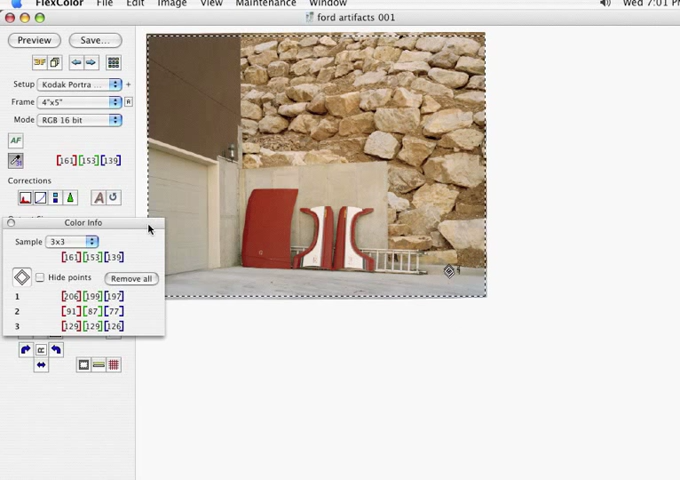 FlexColor File Edit Image View Maintenance Window Wed 7:01
ford artifacts 001
Preview Save...
Setup Kodak Portra ... +
Frame 4"x5" R
Mode RGB 16 bit
AF
[161] [153] [139]
Corrections
A
Color Info
Sample 3x3
[161] [153] [139]
Hide points Remove all
1 [206] [199] [197]
2 [91] [87] [77]
3 [129] [129] [126]
R